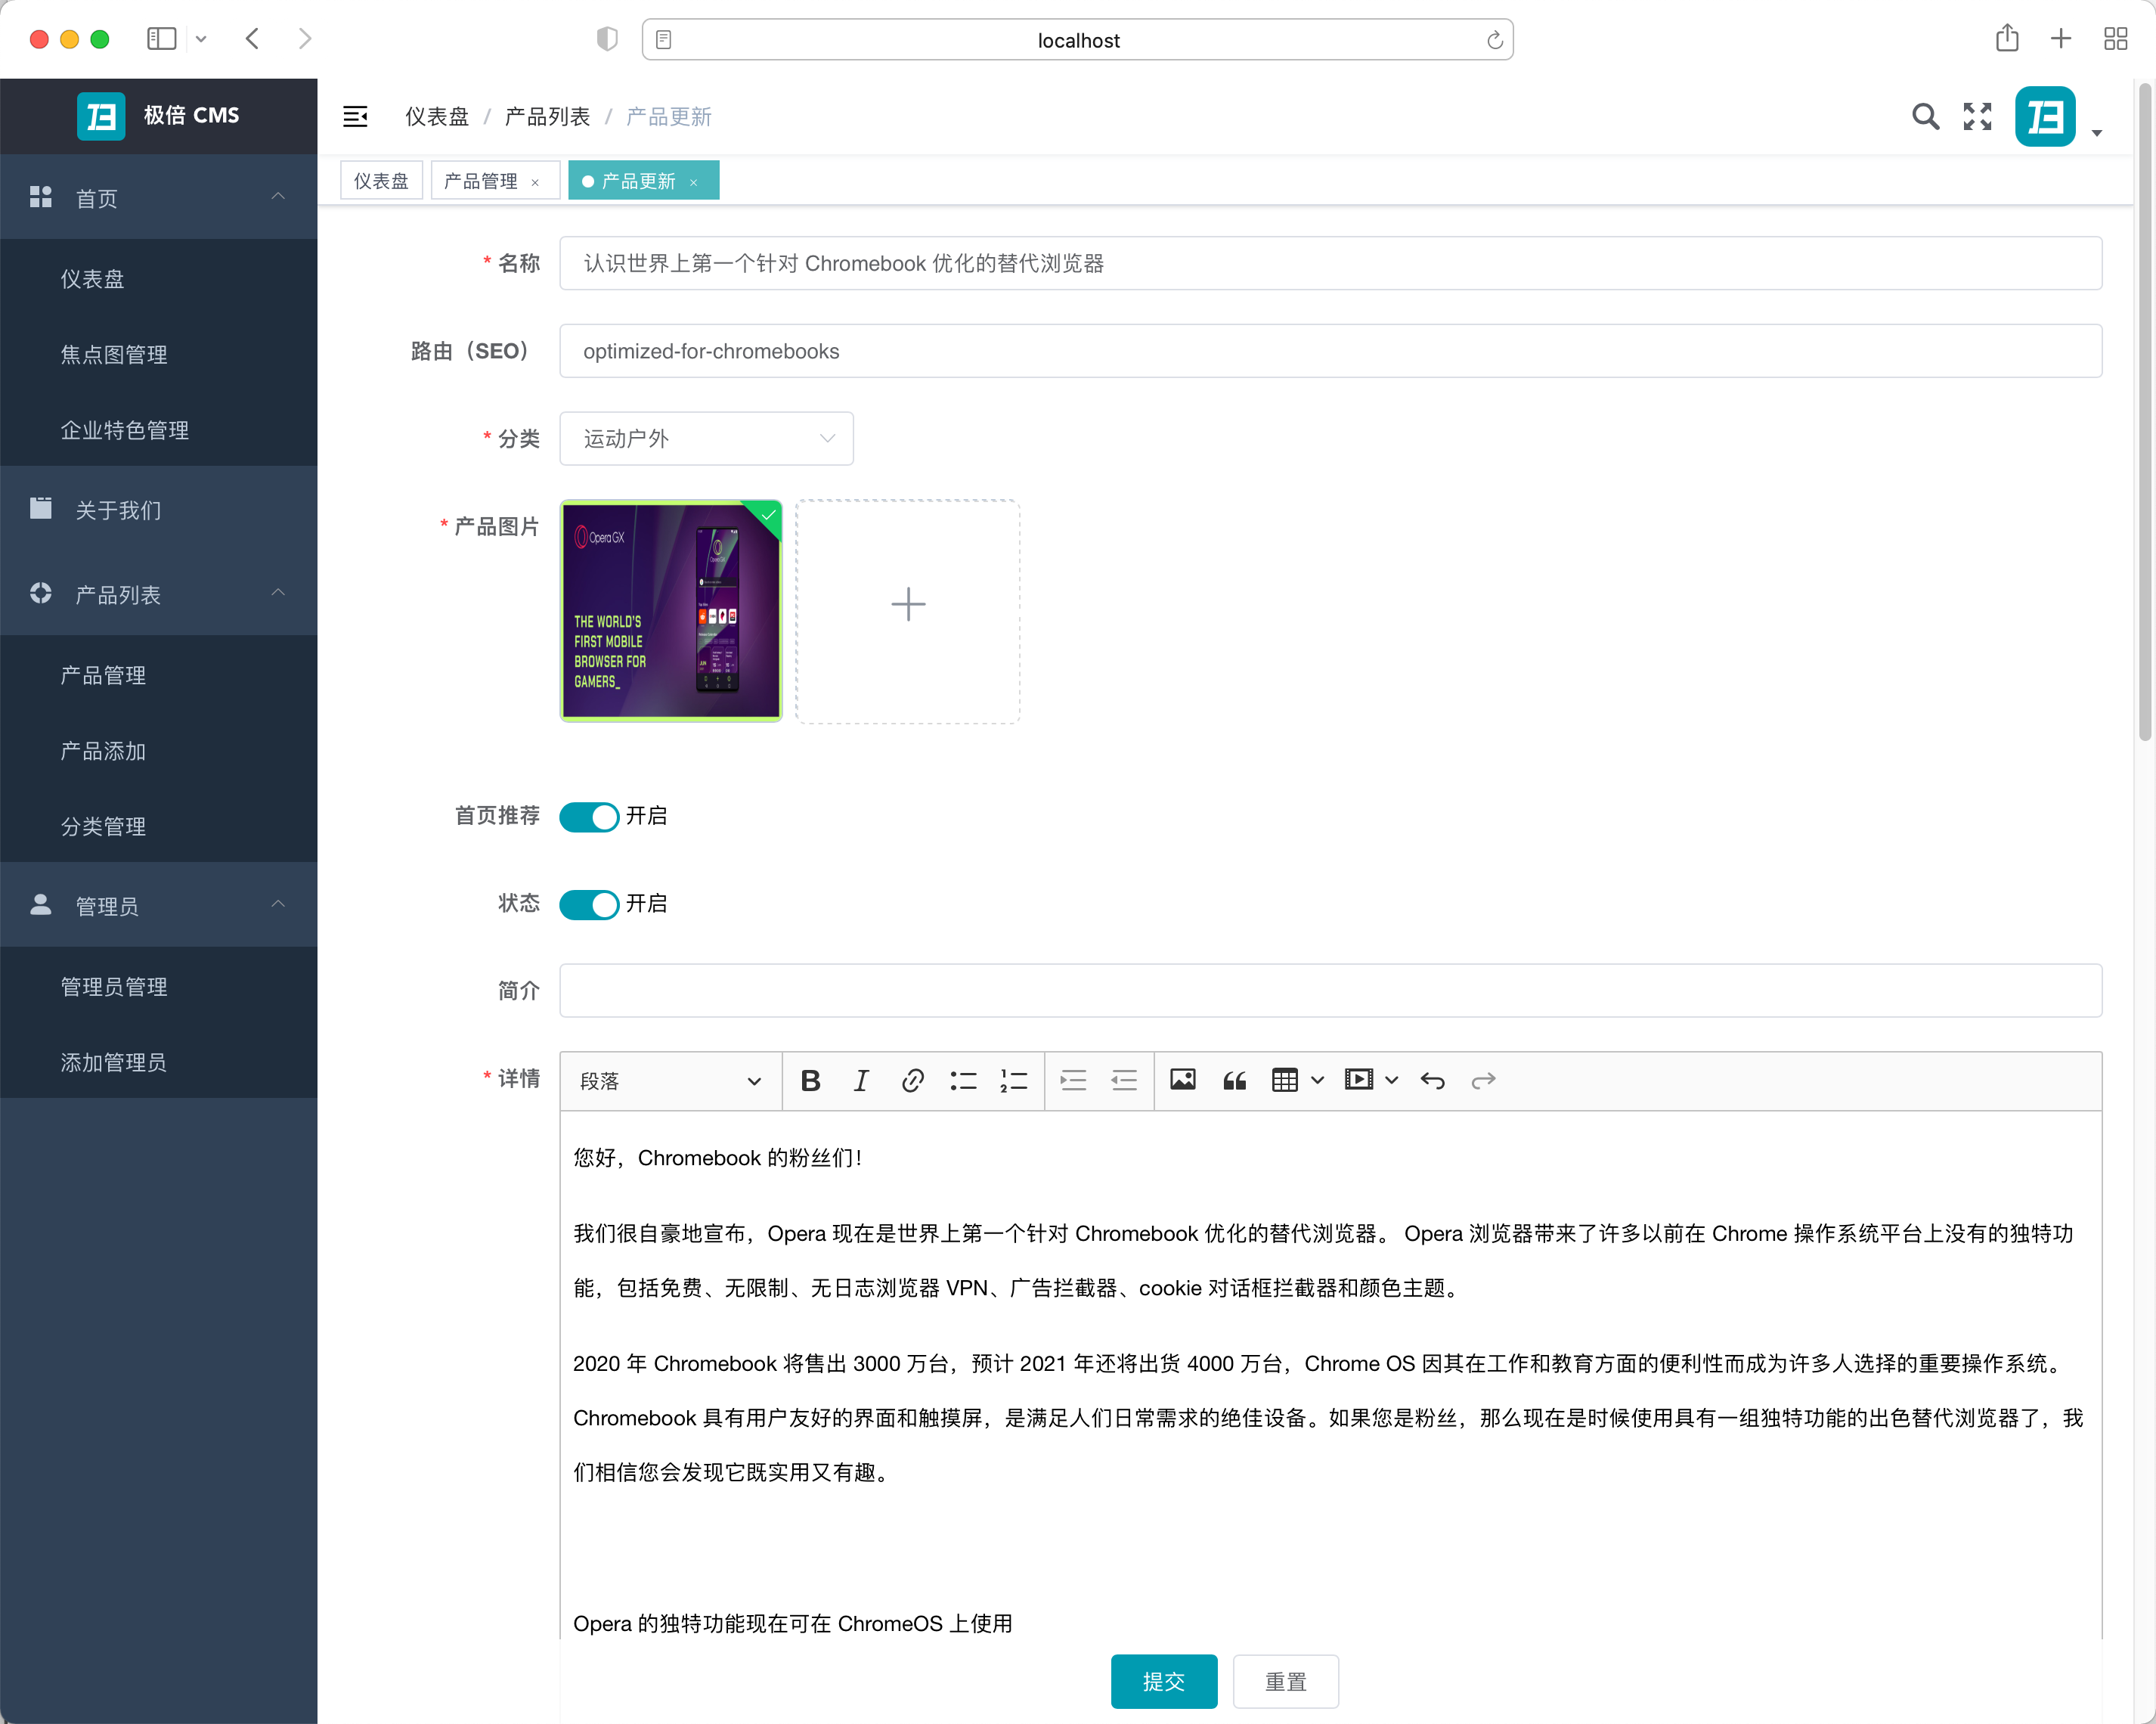 localhost
极倍 CMS
仪表盘 / 产品列表 / 产品更新
仪表盘
产品管理 ×
产品更新 ×
首页
仪表盘
焦点图管理
企业特色管理
关于我们
产品列表
产品管理
产品添加
分类管理
管理员
管理员管理
添加管理员
* 名称
认识世界上第一个针对 Chromebook 优化的替代浏览器
路由（SEO）
optimized-for-chromebooks
* 分类
运动户外
* 产品图片
Opera GX
THE WORLD'S
FIRST MOBILE
BROWSER FOR
GAMERS_
首页推荐
开启
状态
开启
简介
* 详情
段落
您好，Chromebook 的粉丝们！
我们很自豪地宣布，Opera 现在是世界上第一个针对 Chromebook 优化的替代浏览器。 Opera 浏览器带来了许多以前在 Chrome 操作系统平台上没有的独特功
能，包括免费、无限制、无日志浏览器 VPN、广告拦截器、cookie 对话框拦截器和颜色主题。
2020 年 Chromebook 将售出 3000 万台，预计 2021 年还将出货 4000 万台，Chrome OS 因其在工作和教育方面的便利性而成为许多人选择的重要操作系统。
Chromebook 具有用户友好的界面和触摸屏，是满足人们日常需求的绝佳设备。如果您是粉丝，那么现在是时候使用具有一组独特功能的出色替代浏览器了，我
们相信您会发现它既实用又有趣。
Opera 的独特功能现在可在 ChromeOS 上使用
提交
重置